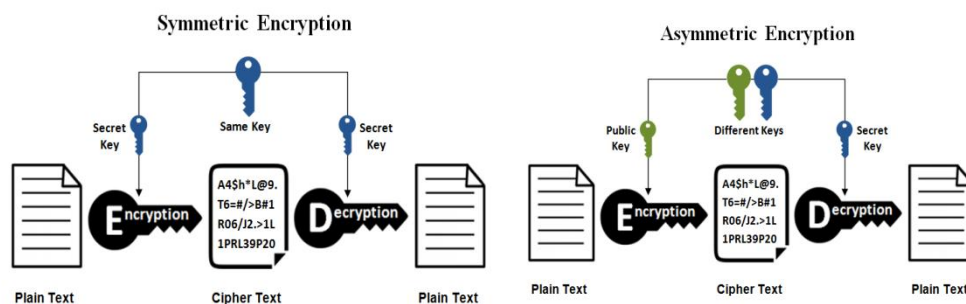 Symmetric Encryption
Secret
Key
Same Key
Secret
Key
Encryption
A4$h*L@9.
T6=#/>B#1
R06/J2.>1L
1PRL39P20
Decryption
Plain Text
Cipher Text
Plain Text
Asymmetric Encryption
Public
Key
Different Keys
Secret
Key
Encryption
A4$h*L@9.
T6=#/>B#1
R06/J2.>1L
1PRL39P20
Decryption
Plain Text
Cipher Text
Plain Text